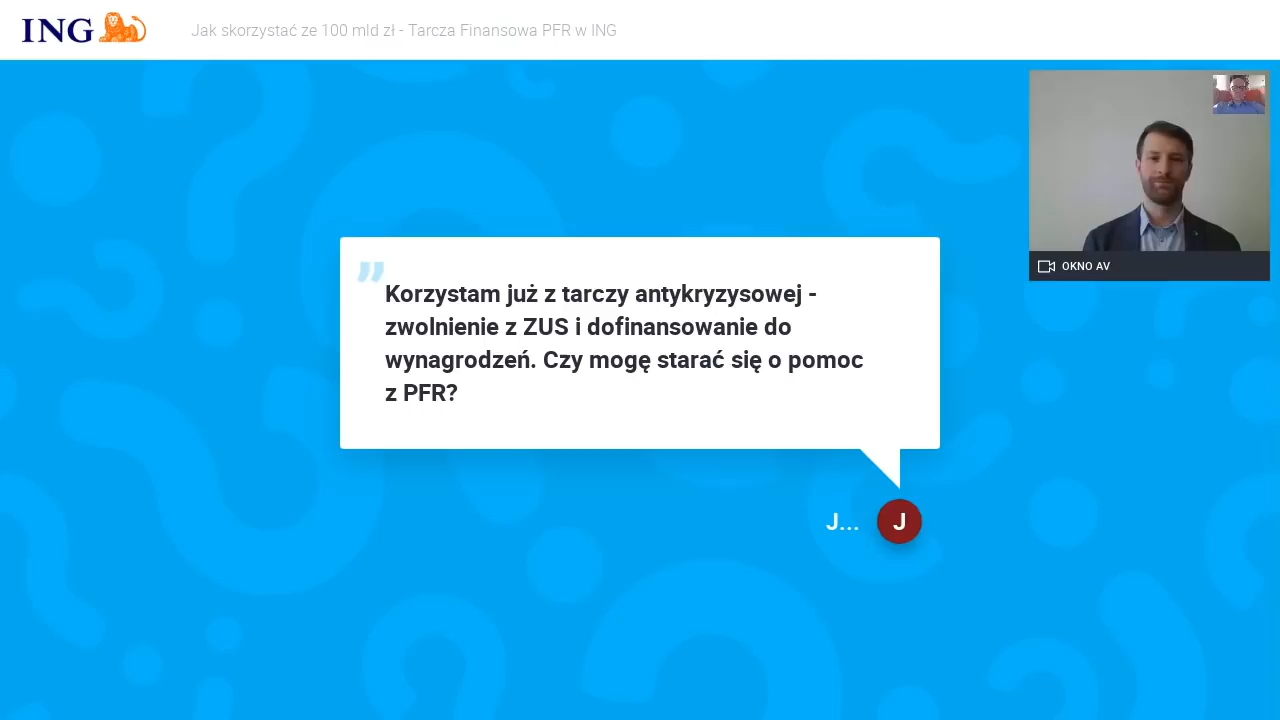 ING
Jak skorzystać ze 100 mld zł - Tarcza Finansowa PFR w ING
OKNO AV
”
Korzystam już z tarczy antykryzysowej -
zwolnienie z ZUS i dofinansowanie do
wynagrodzeń. Czy mogę starać się o pomoc
z PFR?
J...
J